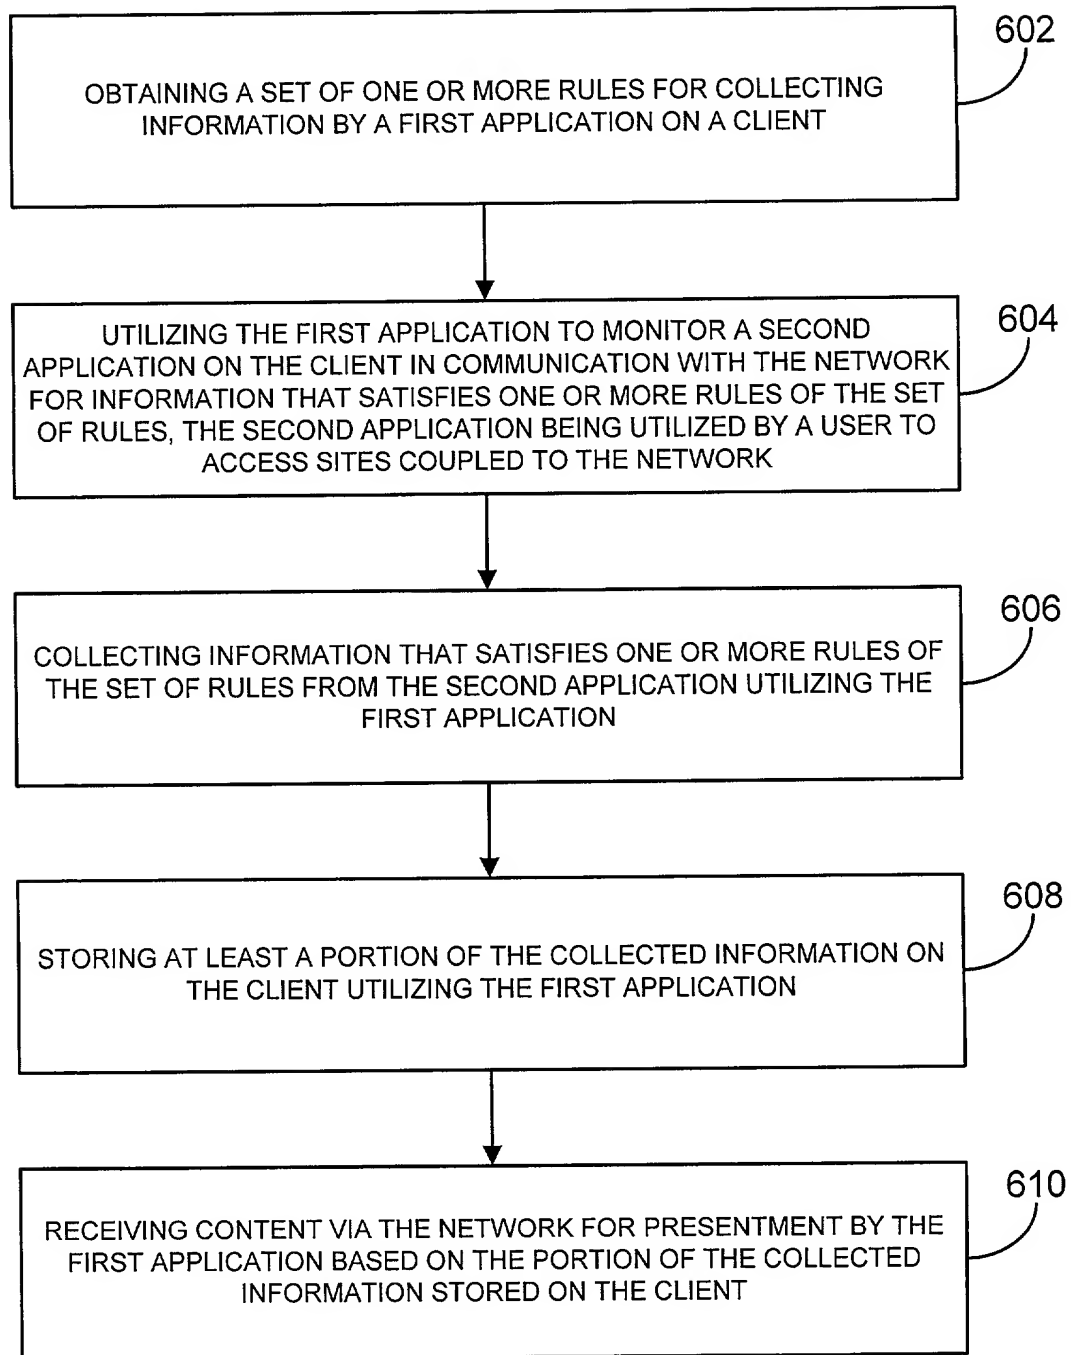 602
OBTAINING A SET OF ONE OR MORE RULES FOR COLLECTING
INFORMATION BY A FIRST APPLICATION ON A CLIENT
604
UTILIZING THE FIRST APPLICATION TO MONITOR A SECOND
APPLICATION ON THE CLIENT IN COMMUNICATION WITH THE NETWORK
FOR INFORMATION THAT SATISFIES ONE OR MORE RULES OF THE SET
OF RULES, THE SECOND APPLICATION BEING UTILIZED BY A USER TO
ACCESS SITES COUPLED TO THE NETWORK
606
COLLECTING INFORMATION THAT SATISFIES ONE OR MORE RULES OF
THE SET OF RULES FROM THE SECOND APPLICATION UTILIZING THE
FIRST APPLICATION
608
STORING AT LEAST A PORTION OF THE COLLECTED INFORMATION ON
THE CLIENT UTILIZING THE FIRST APPLICATION
610
RECEIVING CONTENT VIA THE NETWORK FOR PRESENTMENT BY THE
FIRST APPLICATION BASED ON THE PORTION OF THE COLLECTED
INFORMATION STORED ON THE CLIENT